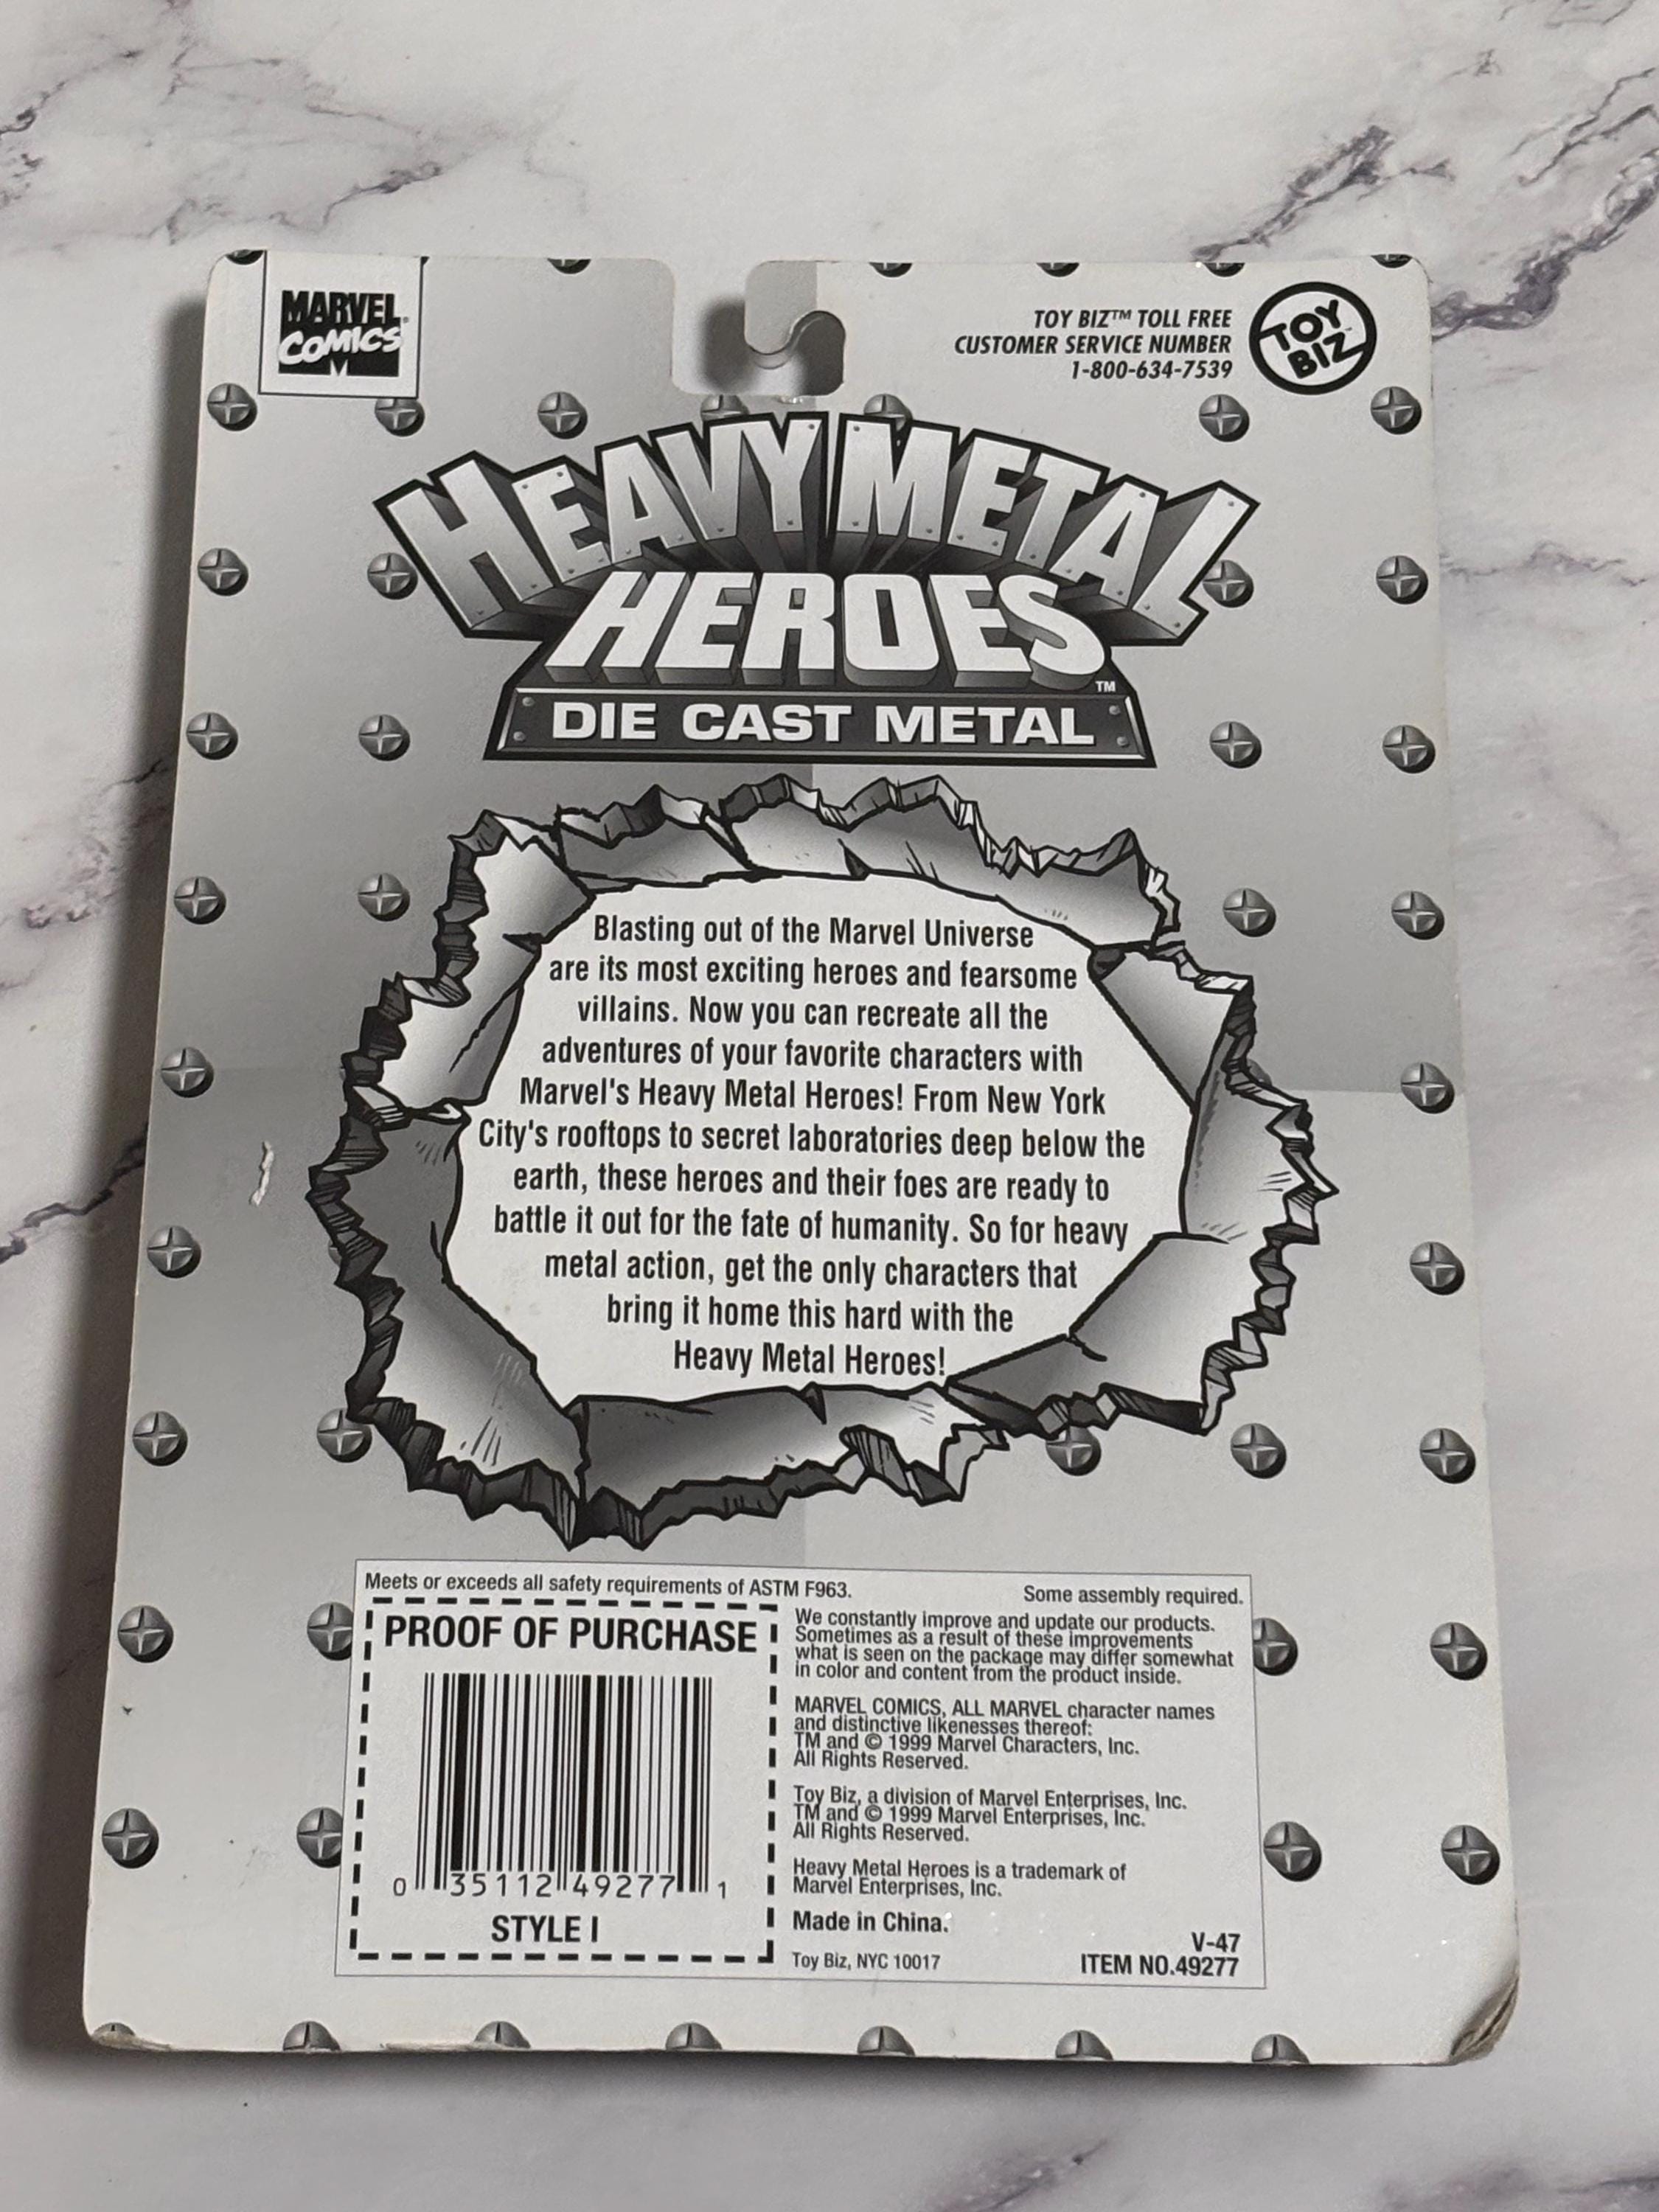 MARVEL
COMICS
M
TOY BIZ™ TOLL FREE
CUSTOMER SERVICE NUMBER
1-800-634-7539
TOY
BIZ
HEAVY METAL
HEROES™
DIE CAST METAL
Blasting out of the Marvel Universe
are its most exciting heroes and fearsome
villains. Now you can recreate all the
adventures of your favorite characters with
Marvel's Heavy Metal Heroes! From New York
City's rooftops to secret laboratories deep below the
earth, these heroes and their foes are ready to
battle it out for the fate of humanity. So for heavy
metal action, get the only characters that
bring it home this hard with the
Heavy Metal Heroes!
Meets or exceeds all safety requirements of ASTM F963.
Some assembly required.
PROOF OF PURCHASE
0 35112 49277 1
STYLE I
We constantly improve and update our products.
Sometimes as a result of these improvements
what is seen on the package may differ somewhat
in color and content from the product inside.
MARVEL COMICS, ALL MARVEL character names
and distinctive likenesses thereof:
TM and © 1999 Marvel Characters, Inc.
All Rights Reserved.
Toy Biz, a division of Marvel Enterprises, Inc.
TM and © 1999 Marvel Enterprises, Inc.
All Rights Reserved.
Heavy Metal Heroes is a trademark of
Marvel Enterprises, Inc.
Made in China.
Toy Biz, NYC 10017
V-47
ITEM NO.49277